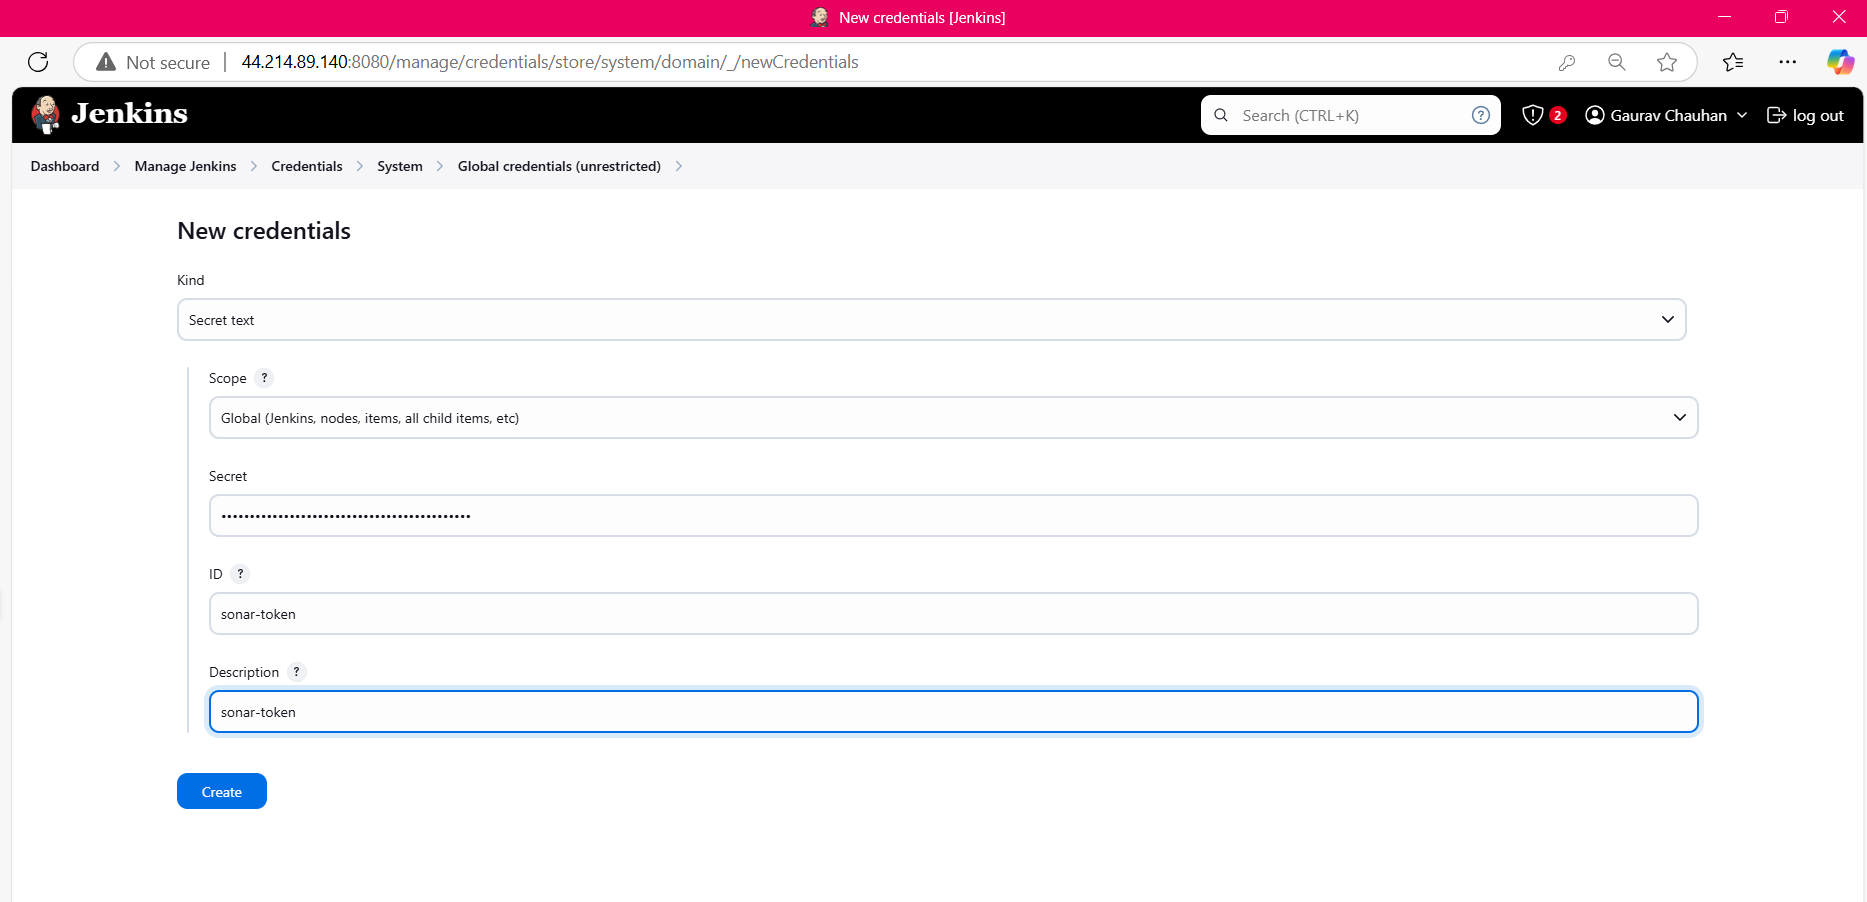 New credentials [Jenkins]
Not secure 44.214.89.140:8080/manage/credentials/store/system/domain/_/newCredentials
Jenkins Search (CTRL+K) ? 2 Gaurav Chauhan log out
Dashboard Manage Jenkins Credentials System Global credentials (unrestricted)
New credentials
Kind
Secret text
Scope ?
Global (Jenkins, nodes, items, all child items, etc)
Secret
••••••••••••••••••••••••••••••••••••••••••••
ID ?
sonar-token
Description ?
sonar-token
Create